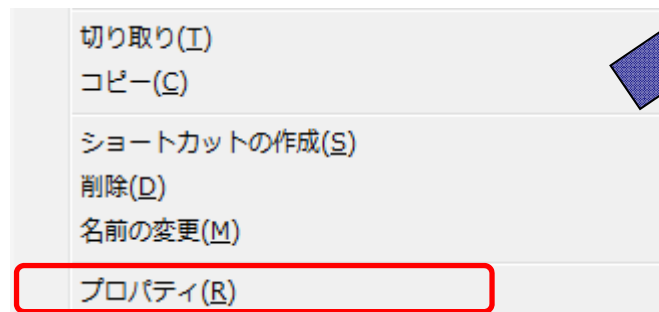 切り取り(T)
コピー(C)
ショートカットの作成(S)
削除(D)
名前の変更(M)
プロパティ(R)